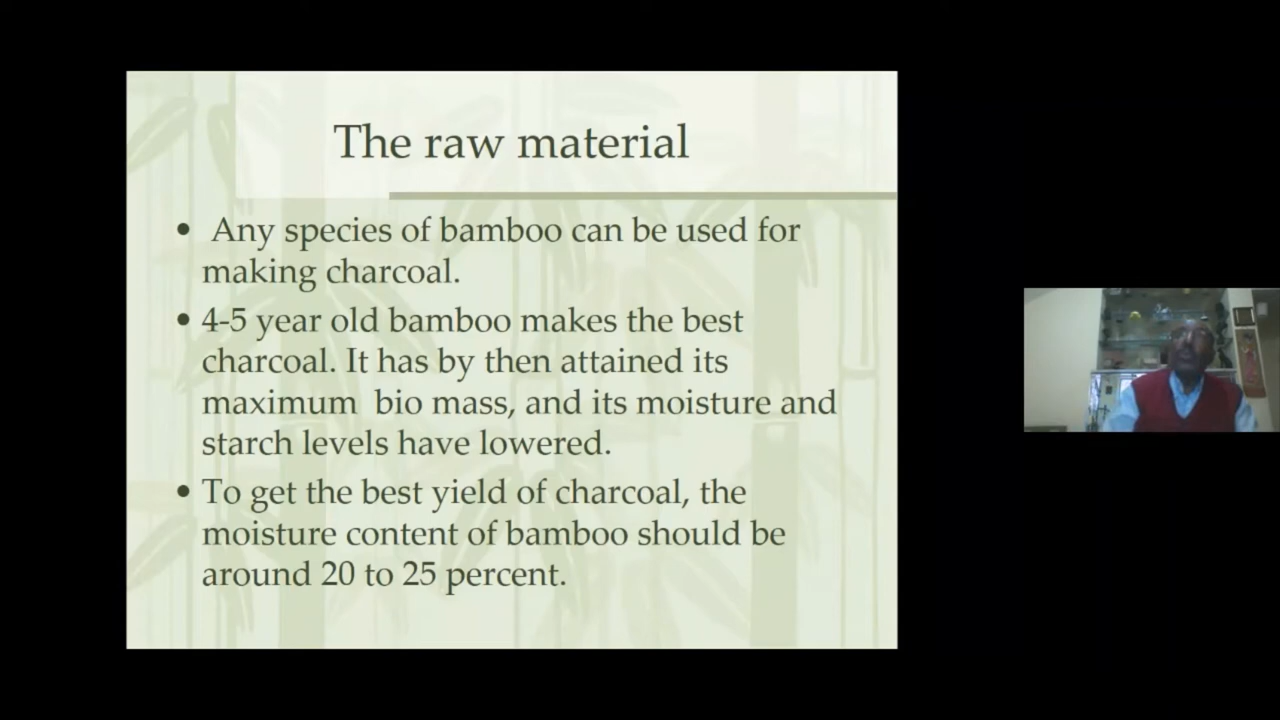 The raw material
• Any species of bamboo can be used for
making charcoal.
• 4-5 year old bamboo makes the best
charcoal. It has by then attained its
maximum bio mass, and its moisture and
starch levels have lowered.
• To get the best yield of charcoal, the
moisture content of bamboo should be
around 20 to 25 percent.